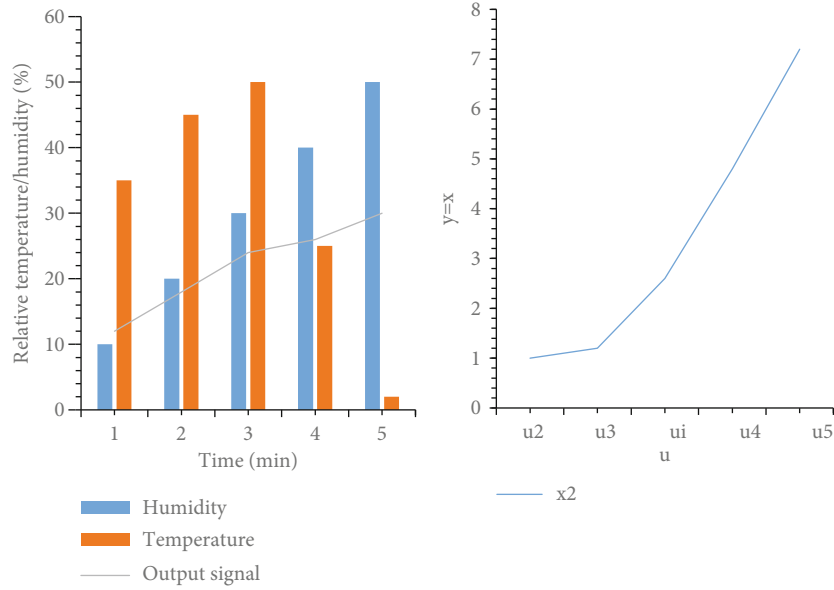 Relative temperature/humidity (%)
60
50
40
30
20
10
0
1 2 3 4 5
Time (min)
Humidity
Temperature
Output signal
y=x
8
7
6
5
4
3
2
1
0
u2 u3 ui u4 u5
u
x2